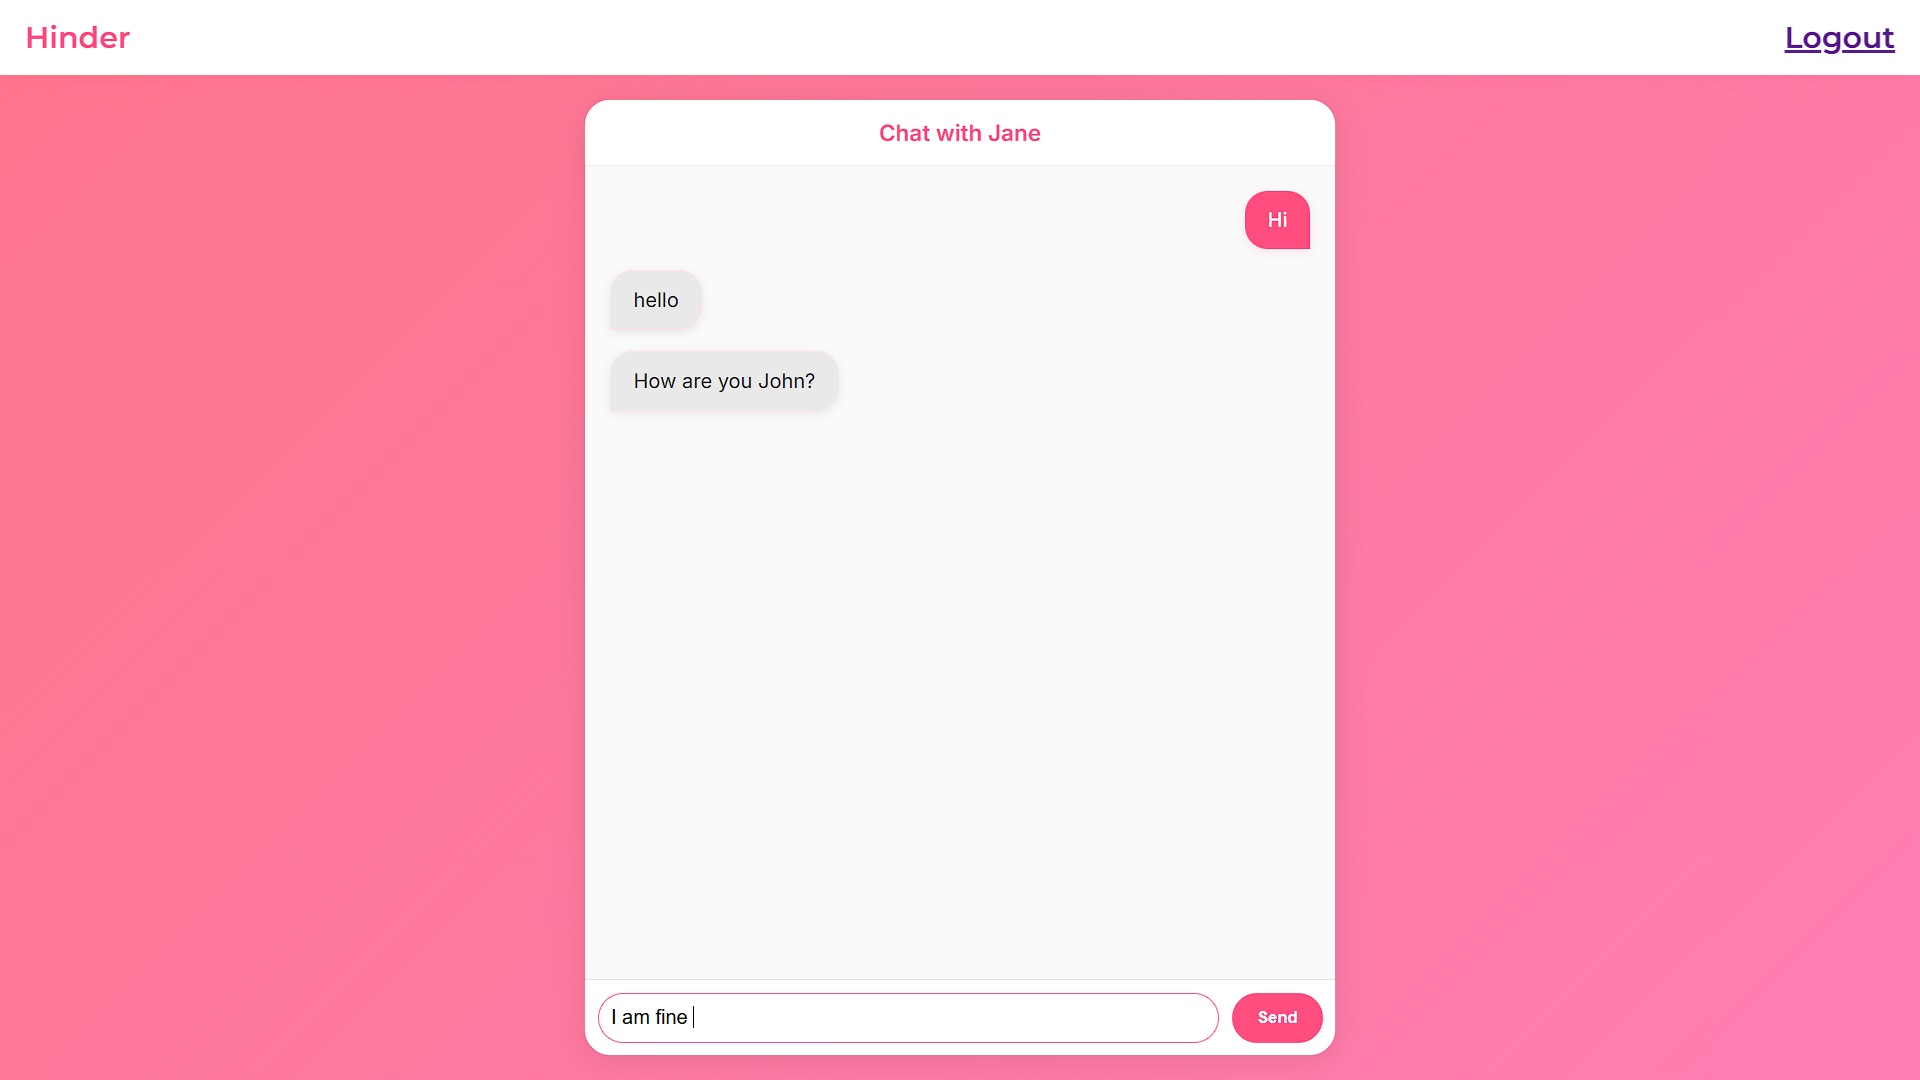 Hinder
Logout
Chat with Jane
Hi
hello
How are you John?
I am fine
Send